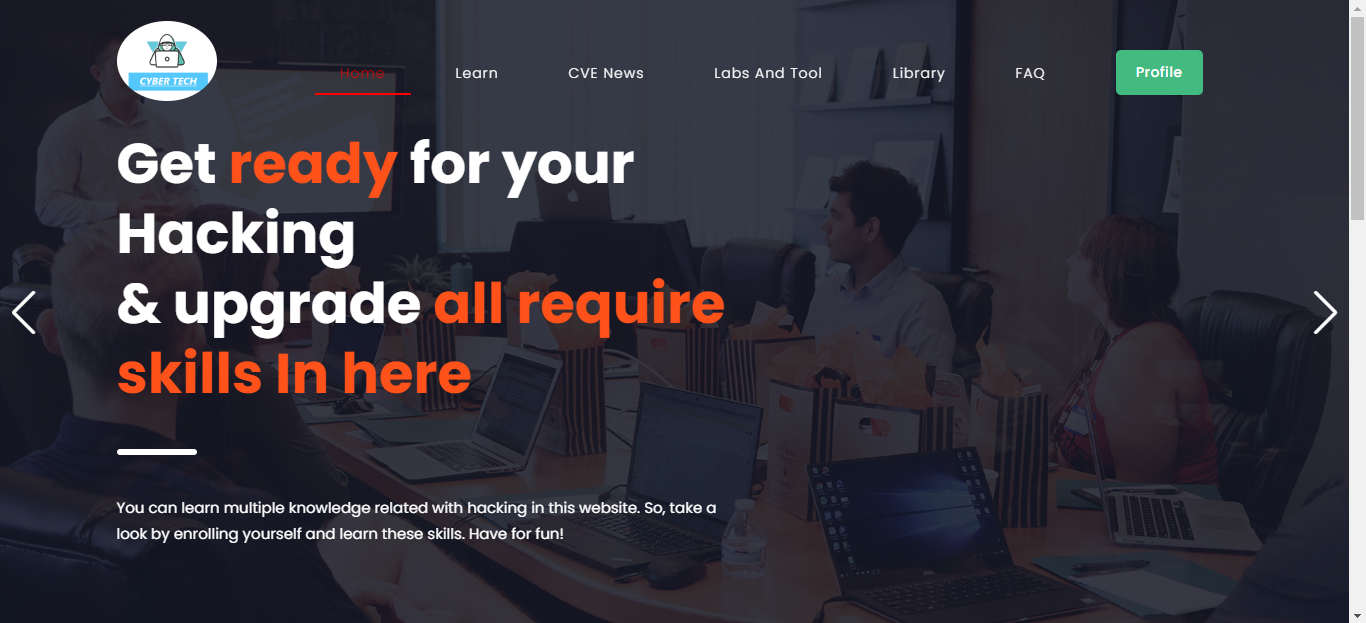 CYBER TECH
Home Learn CVE News Labs And Tool Library FAQ Profile
Get ready for your
Hacking
& upgrade all require
skills In here
You can learn multiple knowledge related with hacking in this website. So, take a
look by enrolling yourself and learn these skills. Have for fun!